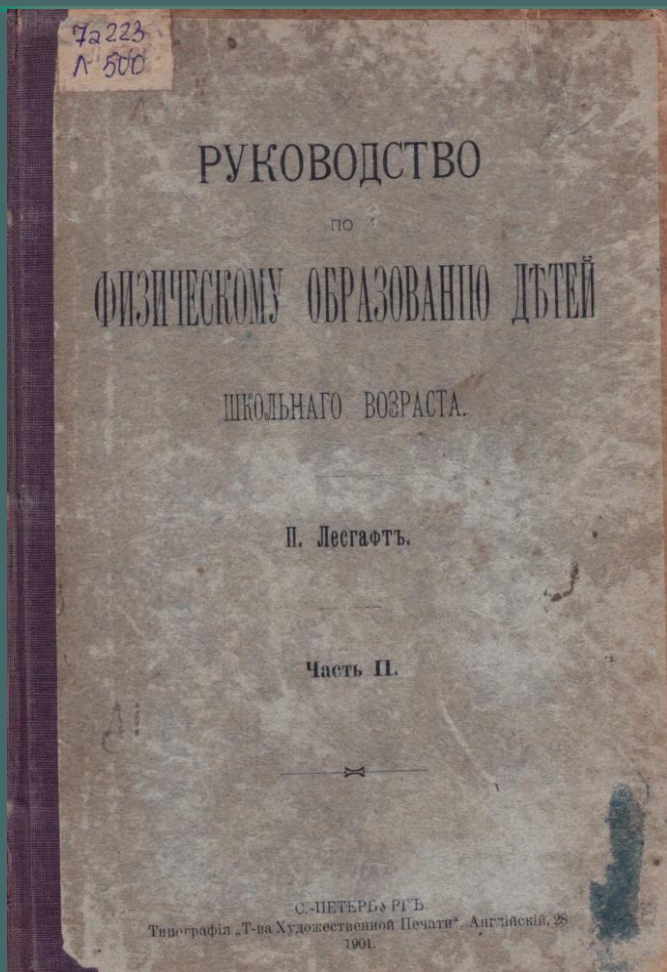 7а223
Л 500
РУКОВОДСТВО
ПО
ФИЗИЧЕСКОМУ ОБРАЗОВАНІЮ ДѢТЕЙ
ШКОЛЬНАГО ВОЗРАСТА.
П. Лесгафтъ.
Часть II.
С.-ПЕТЕРБУРГЪ.
Типографія „Т-ва Художественной Печати“, Англійскій, 28
1901.